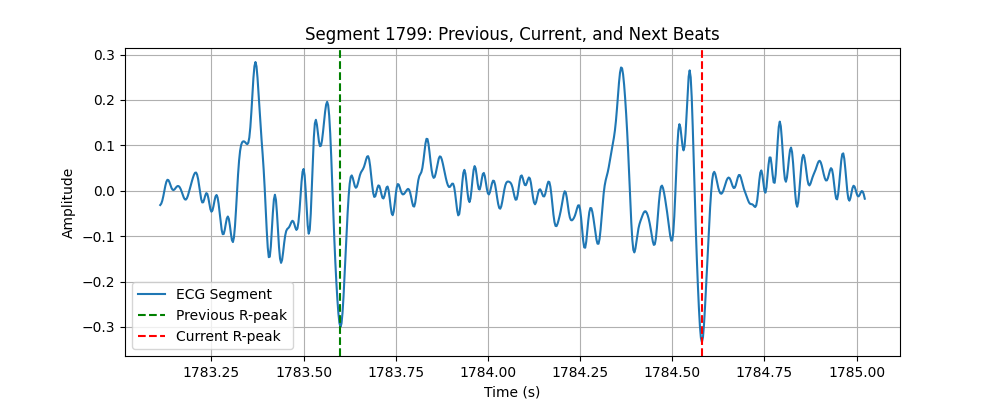 Segment 1799: Previous, Current, and Next Beats
Amplitude
0.3
0.2
0.1
0.0
−0.1
−0.2
−0.3
ECG Segment
Previous R-peak
Current R-peak
1783.25 1783.50 1783.75 1784.00 1784.25 1784.50 1784.75 1785.00
Time (s)